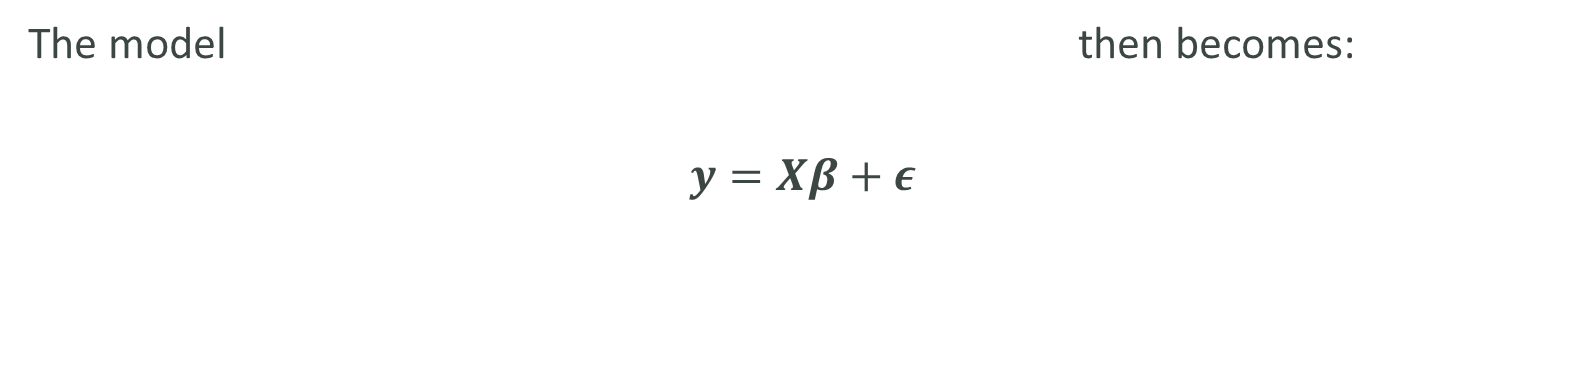 The model then becomes:
y = Xβ + ϵ